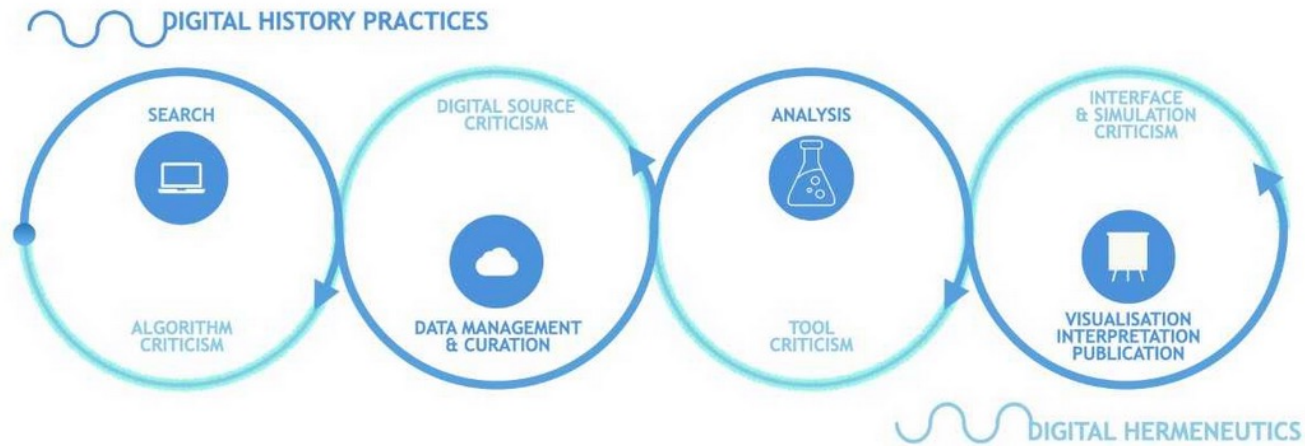 DIGITAL HISTORY PRACTICES
SEARCH
ALGORITHM
CRITICISM
DIGITAL SOURCE
CRITICISM
DATA MANAGEMENT
& CURATION
ANALYSIS
TOOL
CRITICISM
INTERFACE
& SIMULATION
CRITICISM
VISUALISATION
INTERPRETATION
PUBLICATION
DIGITAL HERMENEUTICS